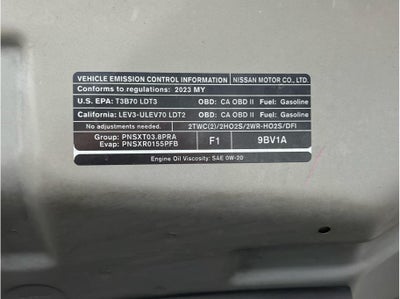 VEHICLE EMISSION CONTROL INFORMATION NISSAN MOTOR CO., LTD.
Conforms to regulations: 2023 MY
U.S. EPA: T3B70 LDT3 OBD: CA OBD II Fuel: Gasoline
California: LEV3-ULEV70 LDT2 OBD: CA OBD II Fuel: Gasoline
No adjustments needed. 2TWC(2)/2HO2S/2WR-HO2S/DFI
Group: PNSXT03.8PRA F1 9BV1A
Evap: PNSXR0155PFB
Engine Oil Viscosity: SAE 0W-20